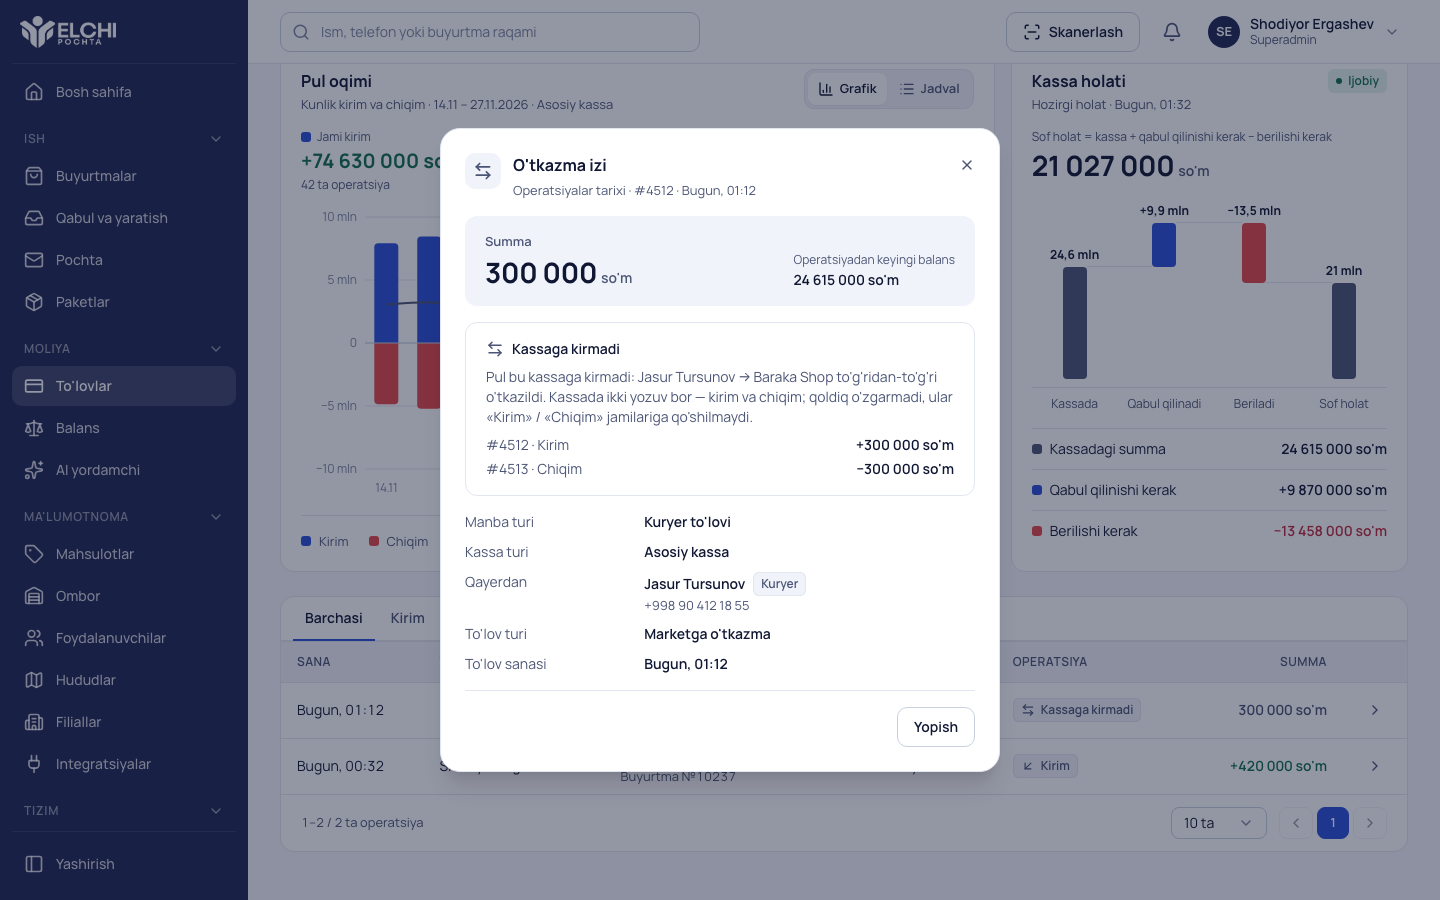 ELCHI
POCHTA
Bosh sahifa
ISH
Buyurtmalar
Qabul va yaratish
Pochta
Paketlar
MOLIYA
To'lovlar
Balans
AI yordamchi
MA'LUMOTNOMA
Mahsulotlar
Ombor
Foydalanuvchilar
Hududlar
Filiallar
Integratsiyalar
TIZIM
Yashirish
Ism, telefon yoki buyurtma raqami
Skanerlash
SE
Shodiyor Ergashev
Superadmin
Pul oqimi
Kunlik kirim va chiqim · 14.11 – 27.11.2026 · Asosiy kassa
Grafik
Jadval
Jami kirim
+74 630 000
42 ta operatsiya
10 mln
5 mln
0
−5 mln
−10 mln
14.11
Kirim
Chiqim
Kassa holati
Ijobiy
Hozirgi holat · Bugun, 01:32
Sof holat = kassa + qabul qilinishi kerak − berilishi kerak
21 027 000 so'm
24,6 mln
+9,9 mln
−13,5 mln
21 mln
Kassada
Qabul qilinadi
Beriladi
Sof holat
Kassadagi summa
24 615 000 so'm
Qabul qilinishi kerak
+9 870 000 so'm
Berilishi kerak
−13 458 000 so'm
O'tkazma izi
Operatsiyalar tarixi · #4512 · Bugun, 01:12
Summa
300 000 so'm
Operatsiyadan keyingi balans
24 615 000 so'm
Kassaga kirmadi
Pul bu kassaga kirmadi: Jasur Tursunov → Baraka Shop to'g'ridan-to'g'ri
o'tkazildi. Kassada ikki yozuv bor — kirim va chiqim; qoldiq o'zgarmadi, ular
«Kirim» / «Chiqim» jamilariga qo'shilmaydi.
#4512 · Kirim
+300 000 so'm
#4513 · Chiqim
−300 000 so'm
Manba turi
Kuryer to'lovi
Kassa turi
Asosiy kassa
Qayerdan
Jasur Tursunov
Kuryer
+998 90 412 18 55
To'lov turi
Marketga o'tkazma
To'lov sanasi
Bugun, 01:12
Yopish
Barchasi
Kirim
SANA
OPERATSIYA
SUMMA
Bugun, 01:12
Kassaga kirmadi
300 000 so'm
Bugun, 00:32
Buyurtma №10237
Kirim
+420 000 so'm
1–2 / 2 ta operatsiya
10 ta
1